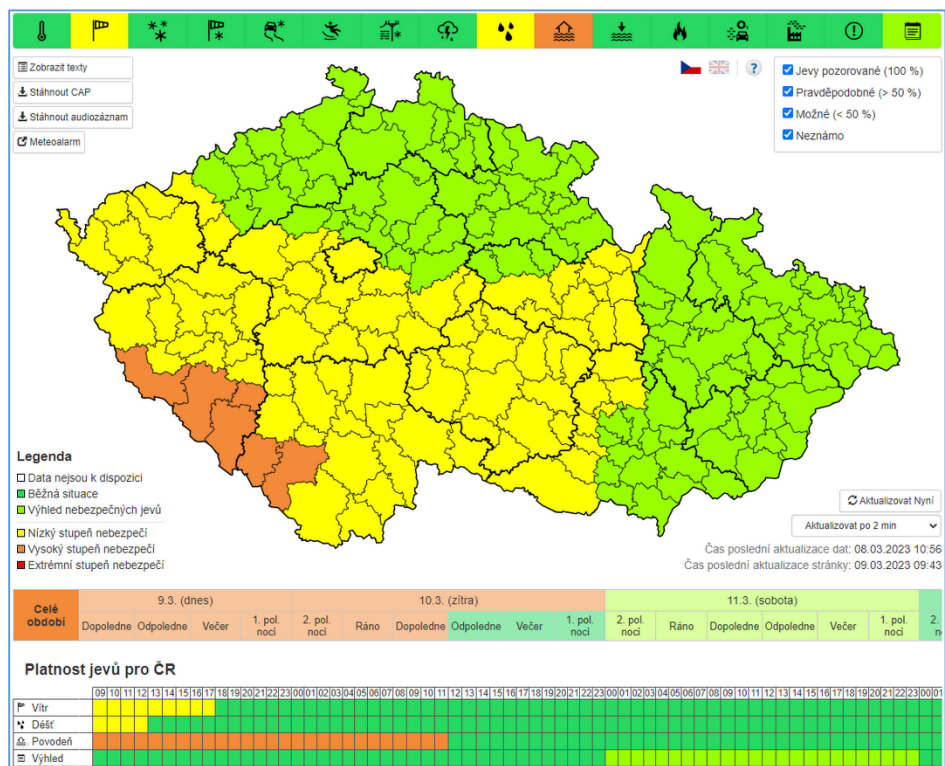 Zobrazit texty
Stáhnout CAP
Stáhnout audiozáznam
Meteoalarm
?
Jevy pozorované (100 %)
Pravděpodobné (> 50 %)
Možné (< 50 %)
Neznámo
Legenda
Data nejsou k dispozici
Běžná situace
Výhled nebezpečných jevů
Nízký stupeň nebezpečí
Vysoký stupeň nebezpečí
Extrémní stupeň nebezpečí
Aktualizovat Nyní
Aktualizovat po 2 min
Čas poslední aktualizace dat: 08.03.2023 10:56
Čas poslední aktualizace stránky: 09.03.2023 09:43
Celé období
9.3. (dnes) 10.3. (zítra) 11.3. (sobota)
Dopoledne Odpoledne Večer 1. pol. noci 2. pol. noci Ráno Dopoledne Odpoledne Večer 1. pol. noci 2. pol. noci Ráno Dopoledne Odpoledne Večer 1. pol. noci 2.
Platnost jevů pro ČR
09 10 11 12 13 14 15 16 17 18 19 20 21 22 23 00 01 02 03 04 05 06 07 08 09 10 11 12 13 14 15 16 17 18 19 20 21 22 23 00 01 02 03 04 05 06 07 08 09 10 11 12 13 14 15 16 17 18 19 20 21 22 23 00 01
Vítr
Déšť
Povodeň
Výhled